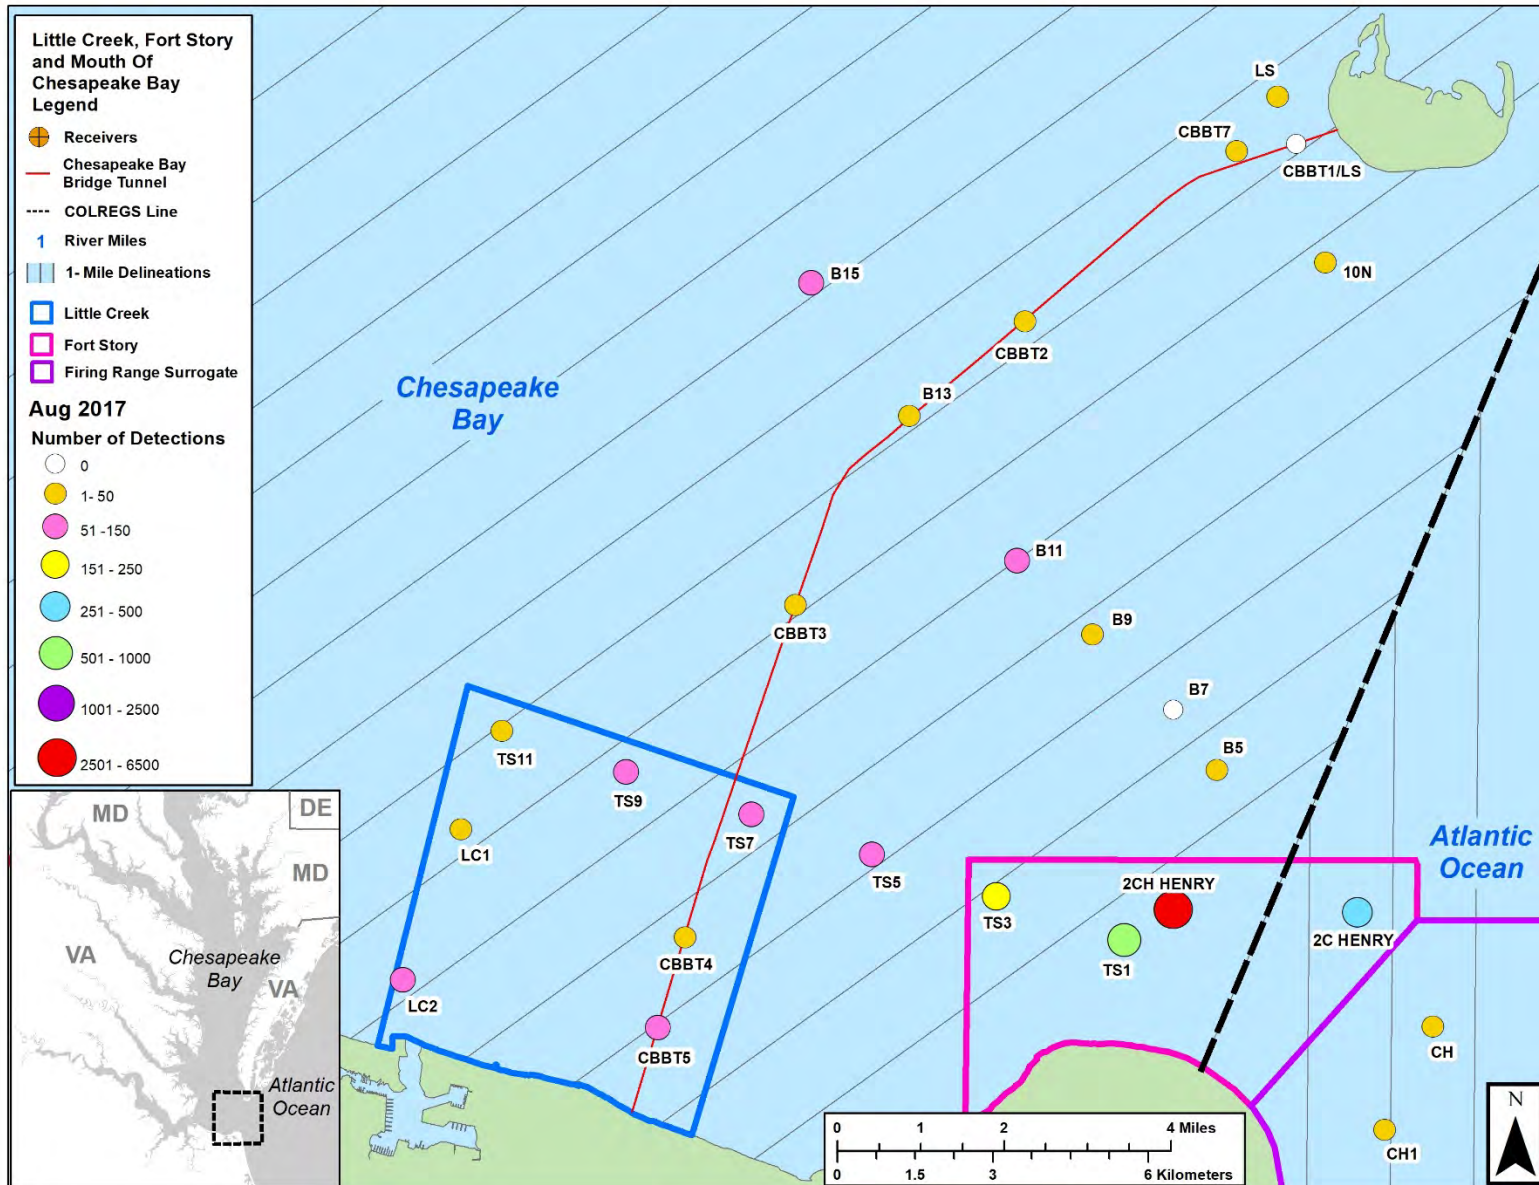 Little Creek, Fort Story
and Mouth Of
Chesapeake Bay
Legend
Receivers
Chesapeake Bay
Bridge Tunnel
COLREGS Line
1 River Miles
1- Mile Delineations
Little Creek
Fort Story
Firing Range Surrogate
Aug 2017
Number of Detections
0
1- 50
51 -150
151 - 250
251 - 500
501 - 1000
1001 - 2500
2501 - 6500
LS
CBBT7
CBBT1/LS
10N
B15
CBBT2
Chesapeake
Bay
B13
B11
CBBT3
B9
B7
B5
TS11
TS9
TS7
LC1
TS5
Atlantic
Ocean
2CH HENRY
TS3
2C HENRY
TS1
CBBT4
LC2
CBBT5
CH
CH1
MD
DE
MD
VA
Chesapeake
Bay
VA
Atlantic
Ocean
0 1 2 4 Miles
0 1.5 3 6 Kilometers
N